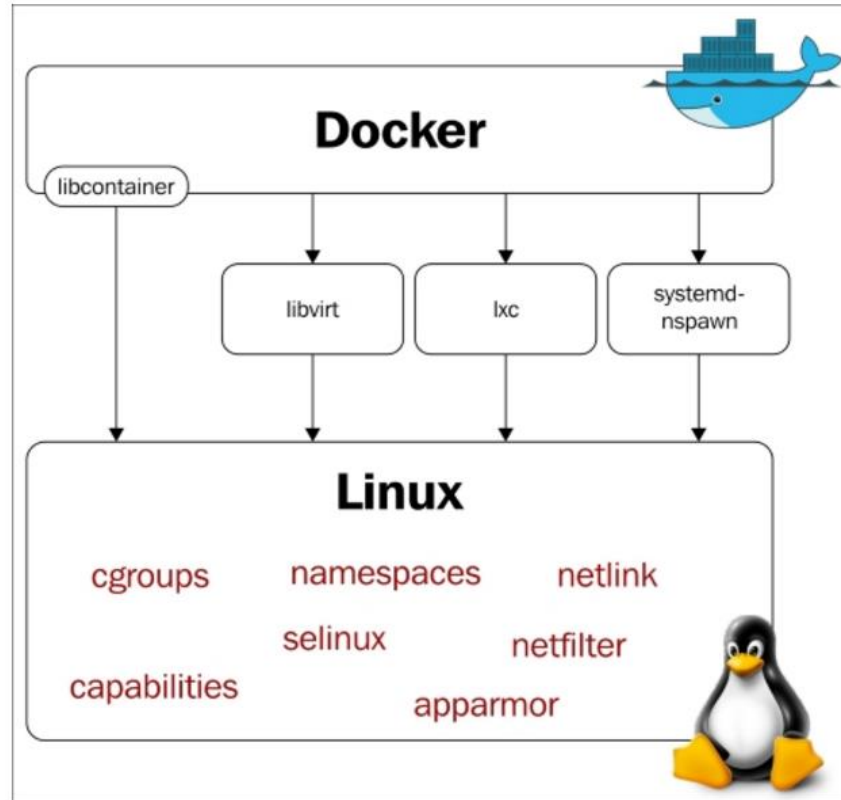 Docker
libcontainer
libvirt
lxc
systemd-
nspawn
Linux
cgroups
namespaces
netlink
selinux
netfilter
capabilities
apparmor